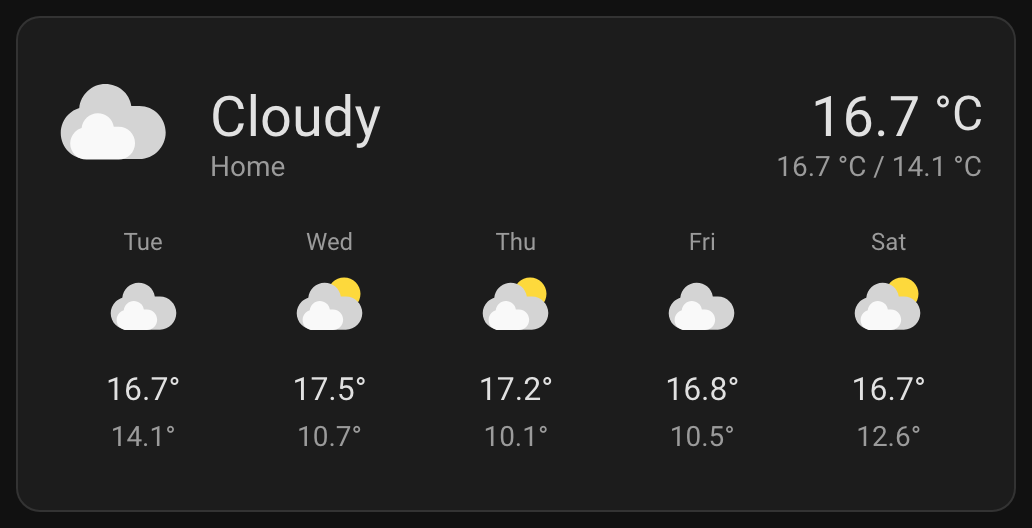 Cloudy 16.7 °C
Home 16.7 °C / 14.1 °C
Tue Wed Thu Fri Sat
16.7° 17.5° 17.2° 16.8° 16.7°
14.1° 10.7° 10.1° 10.5° 12.6°